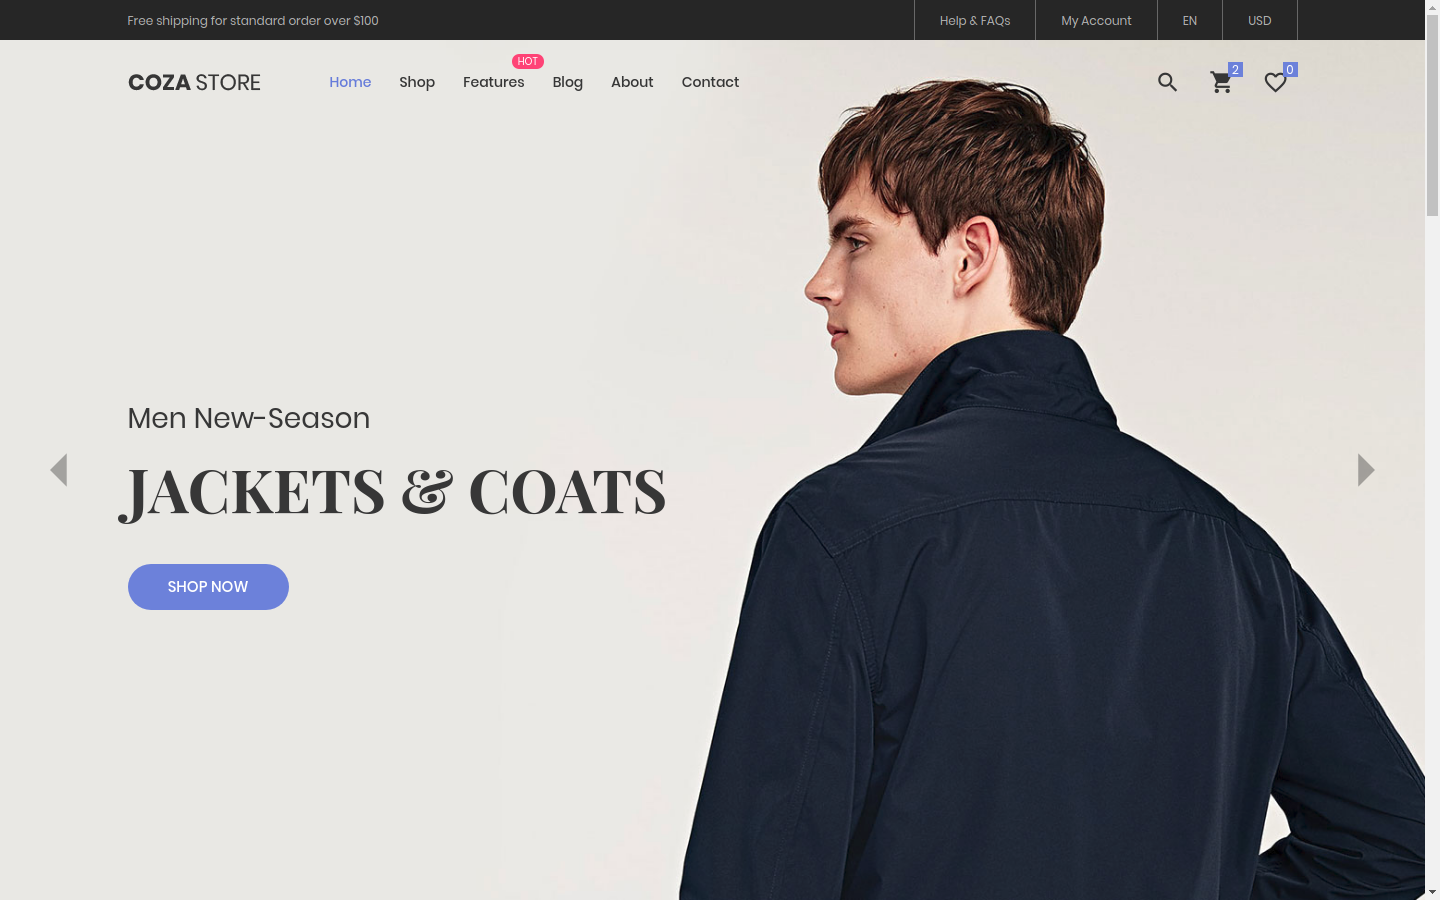 Free shipping for standard order over $100
Help & FAQs
My Account
EN
USD
COZA STORE
Home
Shop
Features
HOT
Blog
About
Contact
2
0
Men New-Season
JACKETS & COATS
SHOP NOW